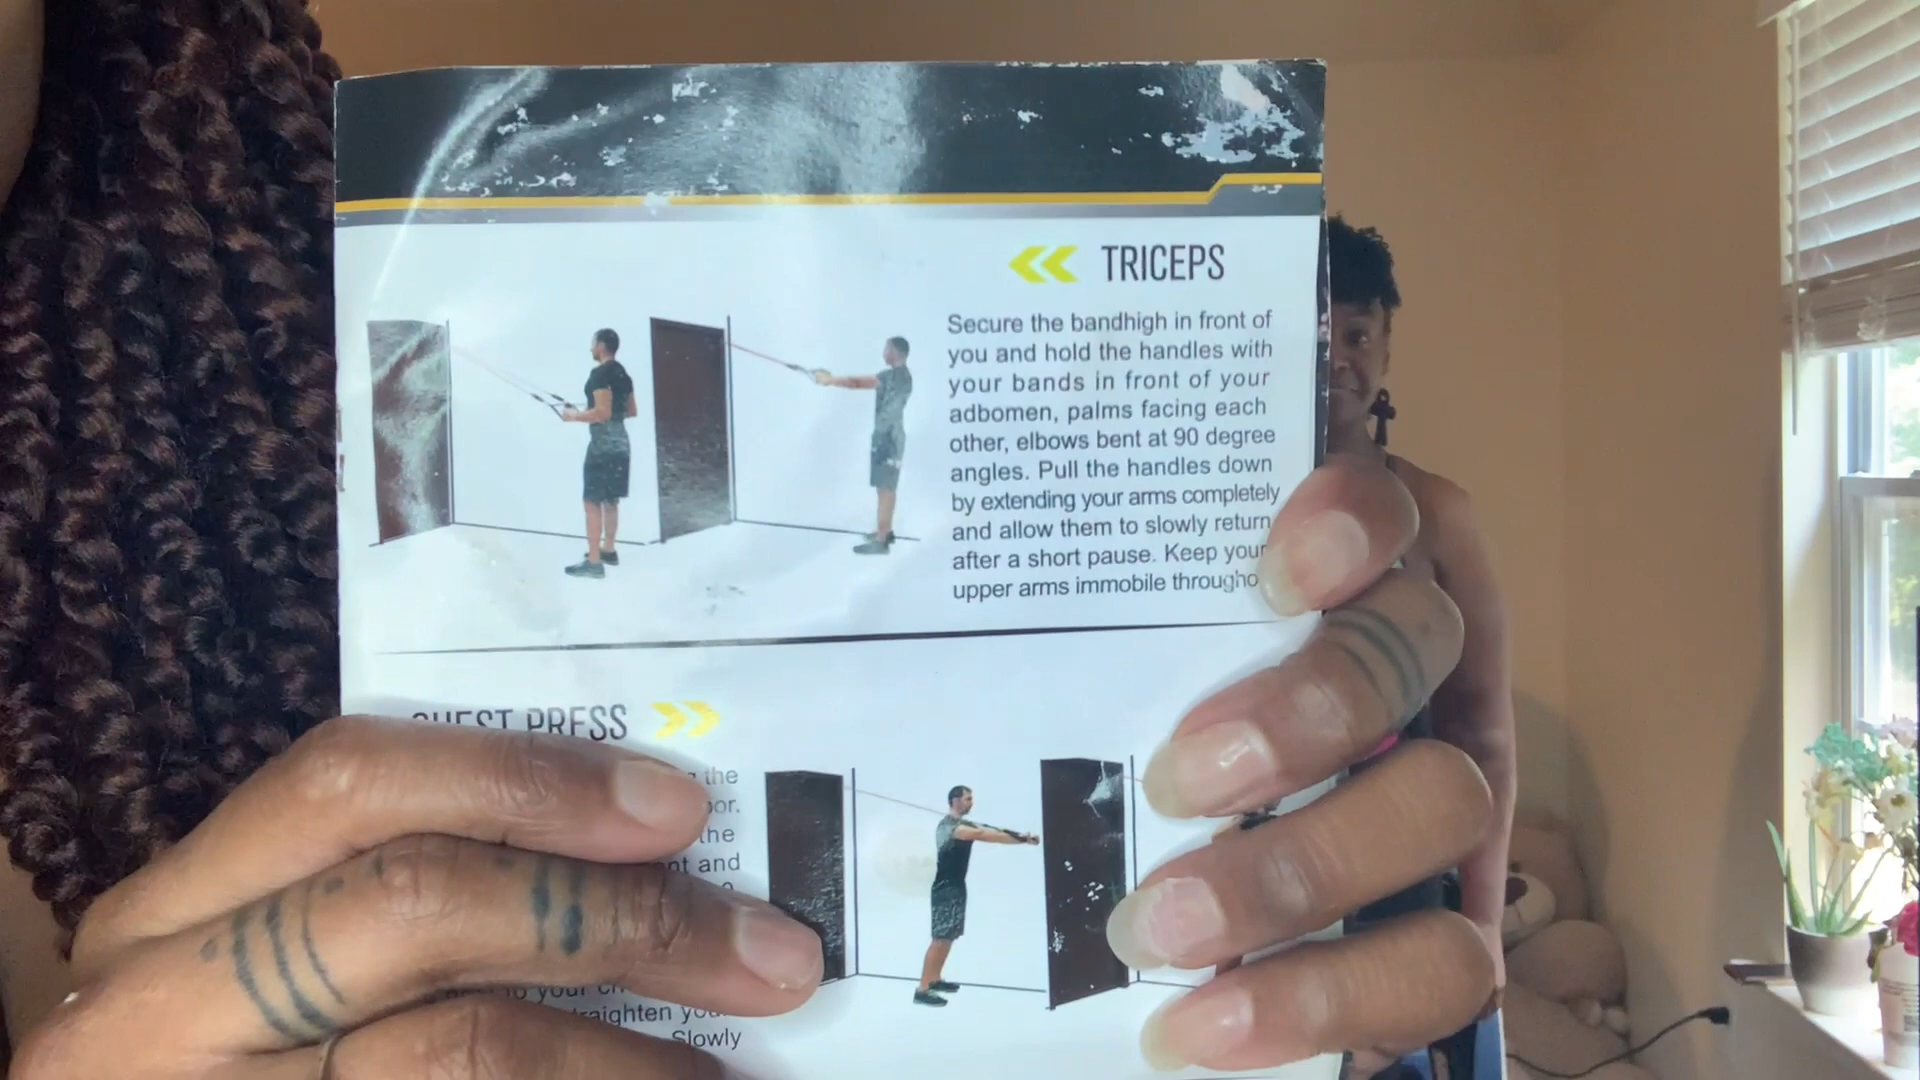 TRICEPS
Secure the bandhigh in front of
you and hold the handles with
your bands in front of your
adbomen, palms facing each
other, elbows bent at 90 degree
angles. Pull the handles down
by extending your arms completely
and allow them to slowly return
after a short pause. Keep your
upper arms immobile
CHEST PRESS
the
the
and
to your
Slowly